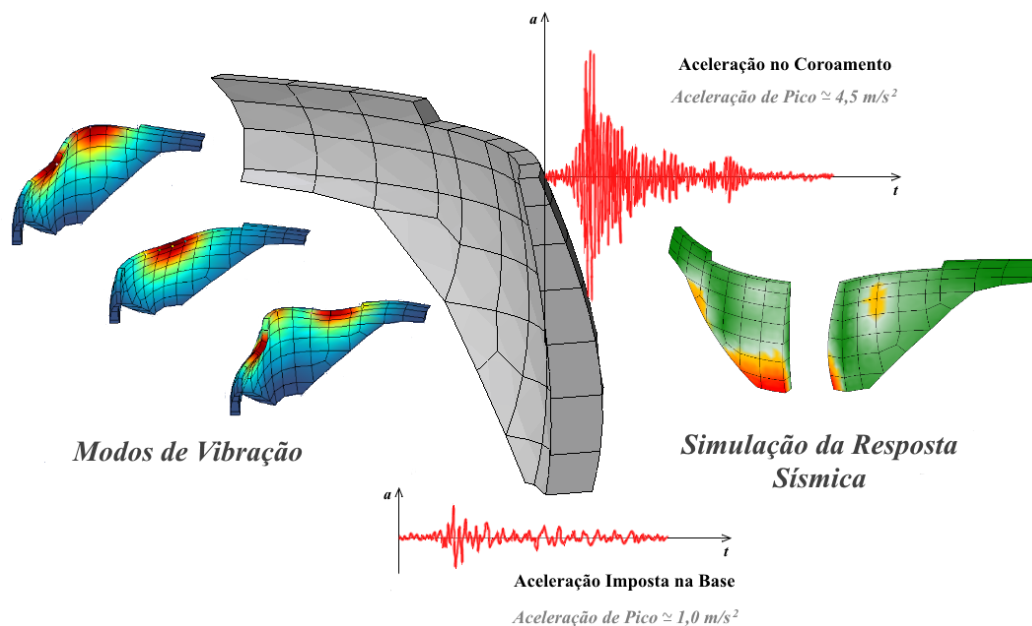 a
Aceleração no Coroamento
Aceleração de Pico ≃ 4,5 m/s²
t
Modos de Vibração
Simulação da Resposta
Sísmica
a
t
Aceleração Imposta na Base
Aceleração de Pico ≃ 1,0 m/s²